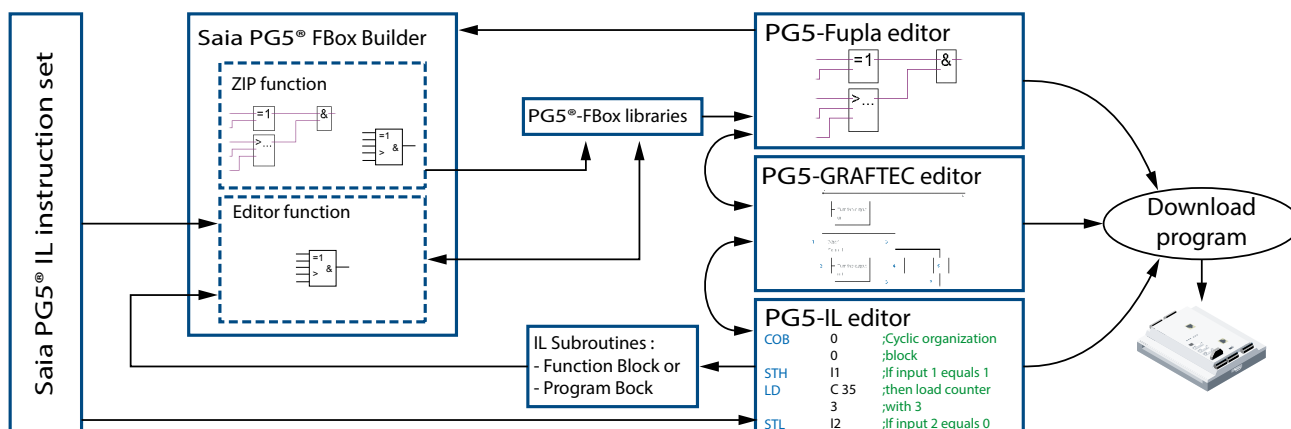 Saia PG5® IL instruction set
Saia PG5® FBox Builder
ZIP function
=1
&
>...
=1
>
&
Editor function
=1
>
&
PG5®-FBox libraries
IL Subroutines :
- Function Block or
- Program Bock
PG5-Fupla editor
=1
&
>...
PG5-GRAFTEC editor
PG5-IL editor
COB 0 ;Cyclic organization
0 ;block
STH I1 ;If input 1 equals 1
LD C 35 ;then load counter
3 ;with 3
STL I2 ;If input 2 equals 0
Download
program